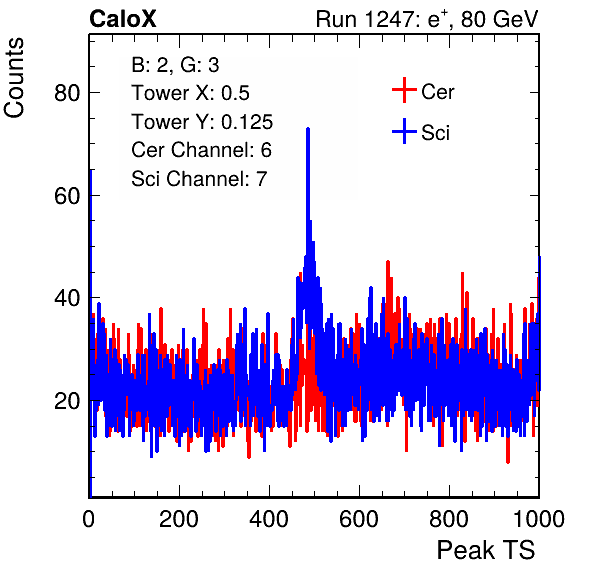 CaloX Run 1247: e⁺, 80 GeV
Counts
B: 2, G: 3
Tower X: 0.5
Tower Y: 0.125
Cer Channel: 6
Sci Channel: 7
Cer
Sci
80
60
40
20
0 200 400 600 800 1000
Peak TS